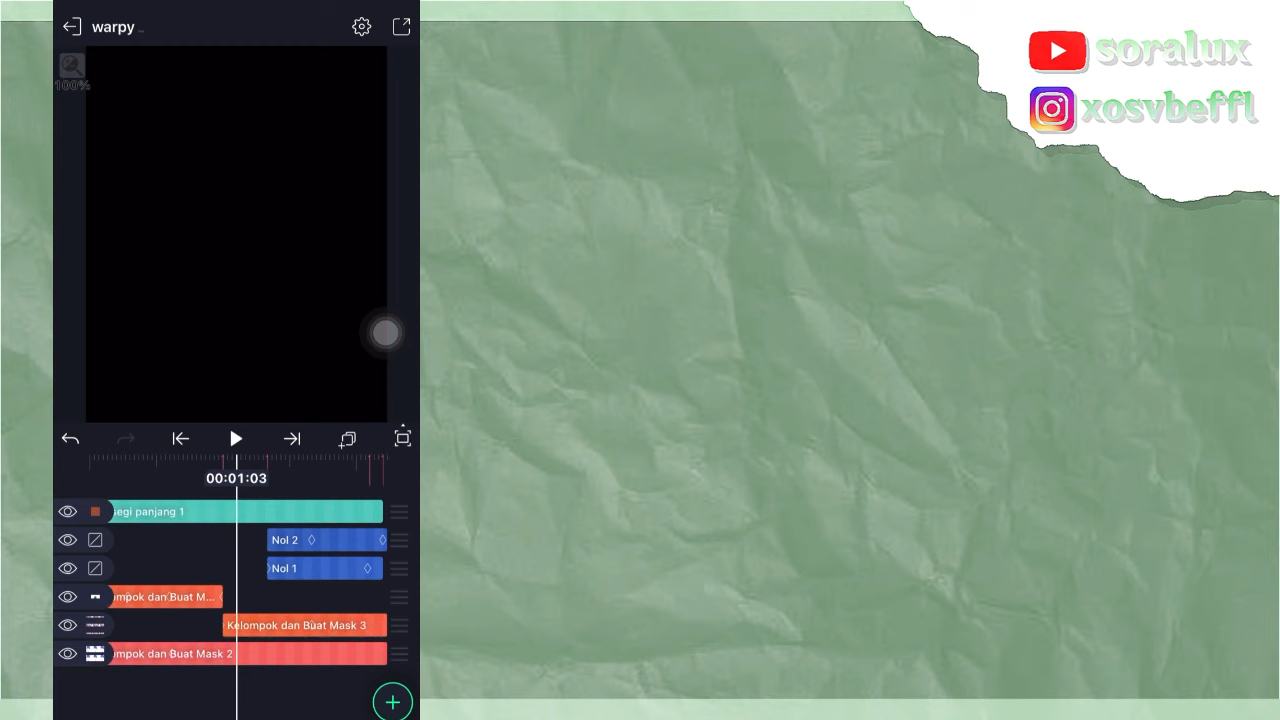 warpy
100%
soralux
xosvbeffl
00:01:03
segi panjang 1
Nol 2
Nol 1
ompok dan Buat M...
Kelompok dan Buat Mask 3
ompok dan Buat Mask 2